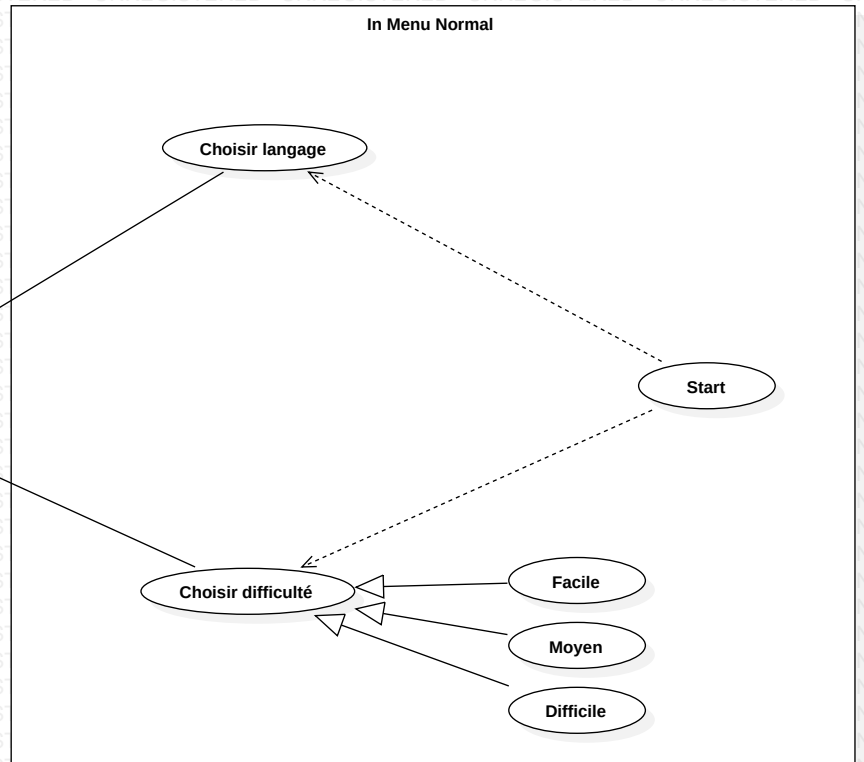 In Menu Normal
Choisir langage
Start
Choisir difficulté
Facile
Moyen
Difficile